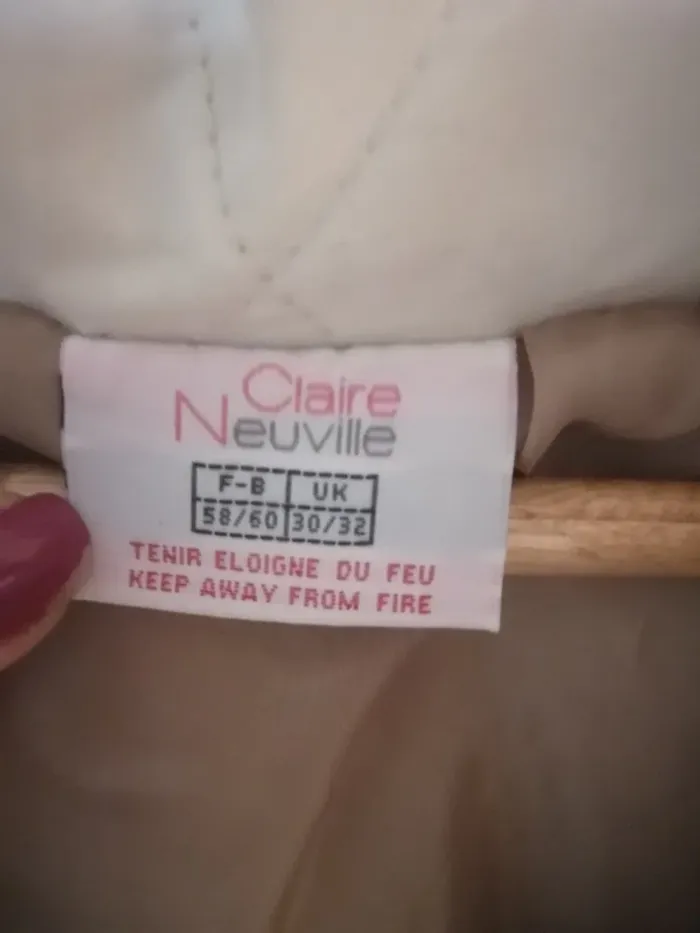 Claire
Neuville
F-B UK
58/60 30/32
TENIR ELOIGNE DU FEU
KEEP AWAY FROM FIRE